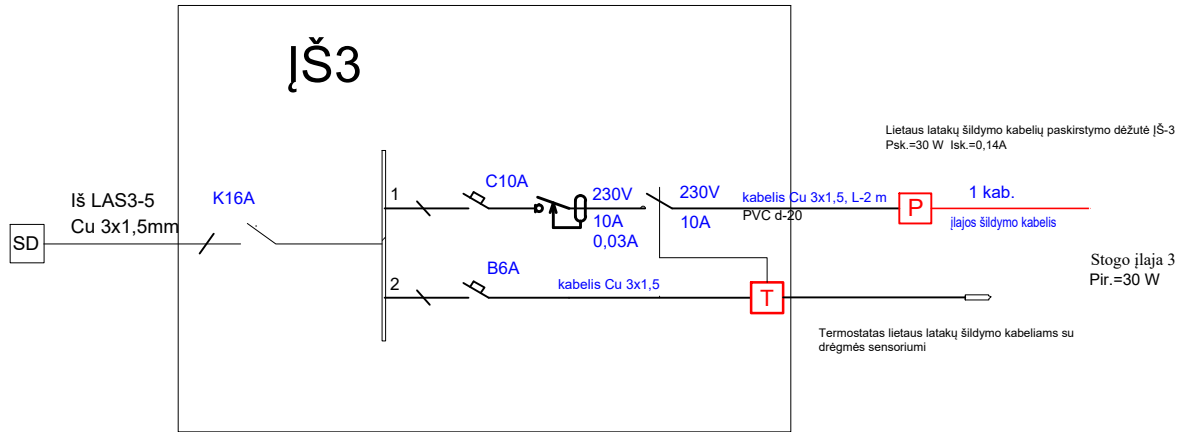 ĮŠ3
Lietaus latakų šildymo kabelių paskirstymo dėžutė ĮŠ-3
Psk.=30 W Isk.=0,14A
SD
Iš LAS3-5
Cu 3x1,5mm
K16A
1
C10A
230V
10A
0,03A
230V
10A
kabelis Cu 3x1,5, L-2 m
PVC d-20
P
1 kab.
įlajos šildymo kabelis
Stogo įlaja 3
Pir.=30 W
2
B6A
kabelis Cu 3x1,5
T
Termostatas lietaus latakų šildymo kabeliams su
drėgmės sensoriumi